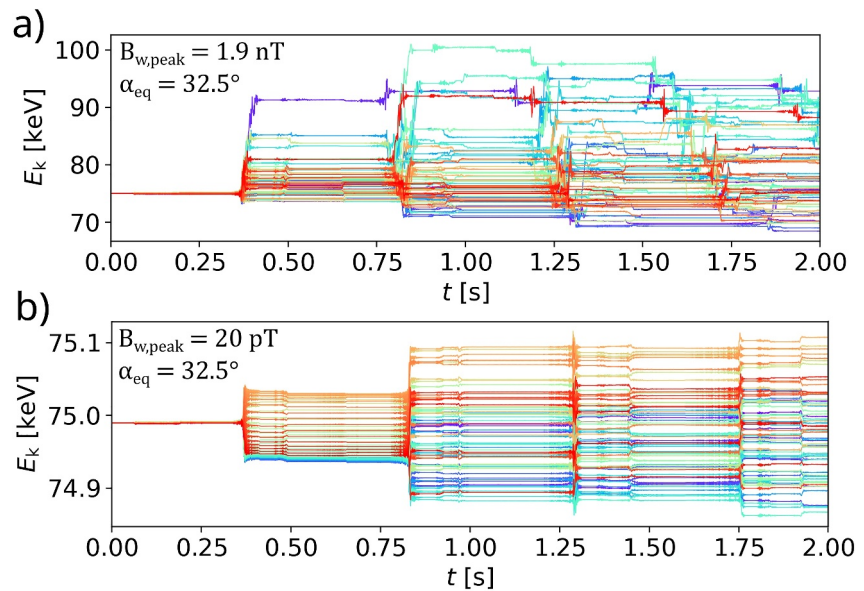 a)
B_w,peak = 1.9 nT
α_eq = 32.5°
100
90
80
70
E_k [keV]
0.00 0.25 0.50 0.75 1.00 1.25 1.50 1.75 2.00
t [s]
b)
B_w,peak = 20 pT
α_eq = 32.5°
75.1
75.0
74.9
E_k [keV]
0.00 0.25 0.50 0.75 1.00 1.25 1.50 1.75 2.00
t [s]